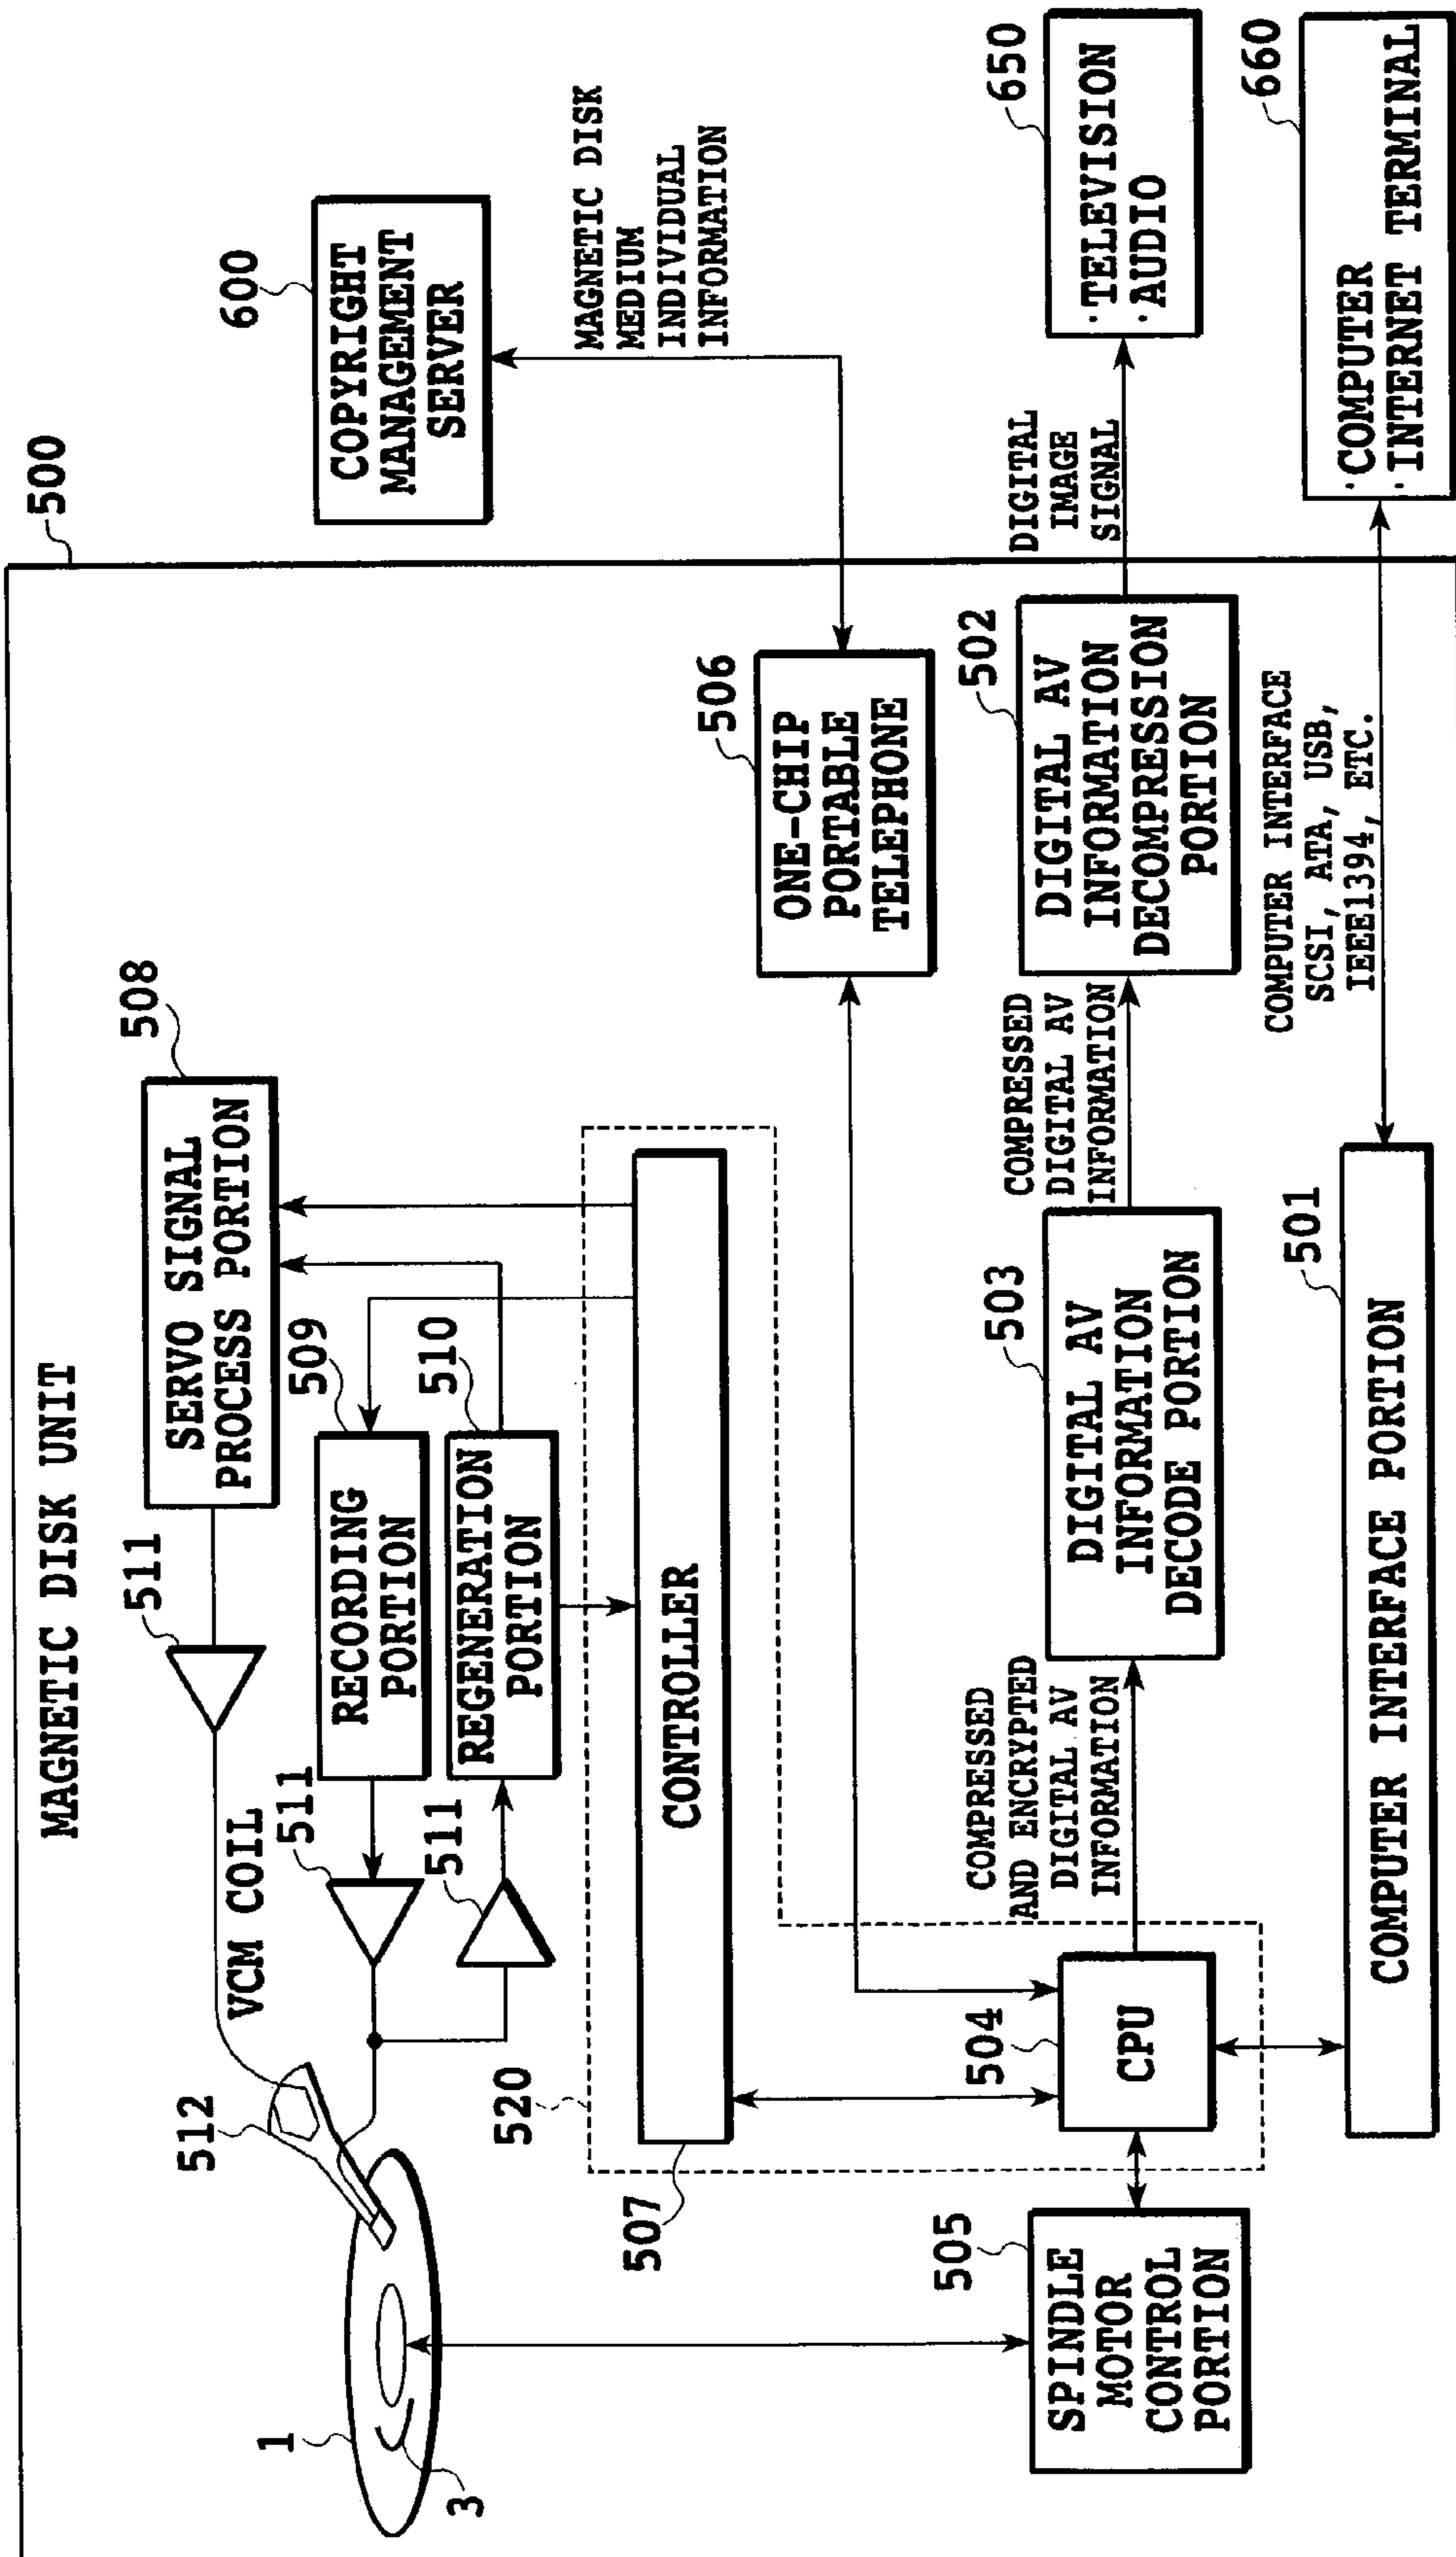 MAGNETIC DISK UNIT
500
512
VCM COIL
511
SERVO SIGNAL
PROCESS PORTION
508
COPYRIGHT
MANAGEMENT
SERVER
600
1
3
511
RECORDING
PORTION
509
511
REGENERATION
PORTION
510
MAGNETIC DISK
MEDIUM
INDIVIDUAL
INFORMATION
520
507
CONTROLLER
ONE-CHIP
PORTABLE
TELEPHONE
506
505
SPINDLE
MOTOR
CONTROL
PORTION
504
CPU
COMPRESSED
AND ENCRYPTED
DIGITAL AV
INFORMATION
503
DIGITAL AV
INFORMATION
DECODE PORTION
COMPRESSED
DIGITAL AV
INFORMATION
502
DIGITAL AV
INFORMATION
DECOMPRESSION
PORTION
DIGITAL
IMAGE
SIGNAL
650
·TELEVISION
·AUDIO
501
COMPUTER INTERFACE PORTION
COMPUTER INTERFACE
SCSI, ATA, USB,
IEEE1394, ETC.
660
·COMPUTER
·INTERNET TERMINAL